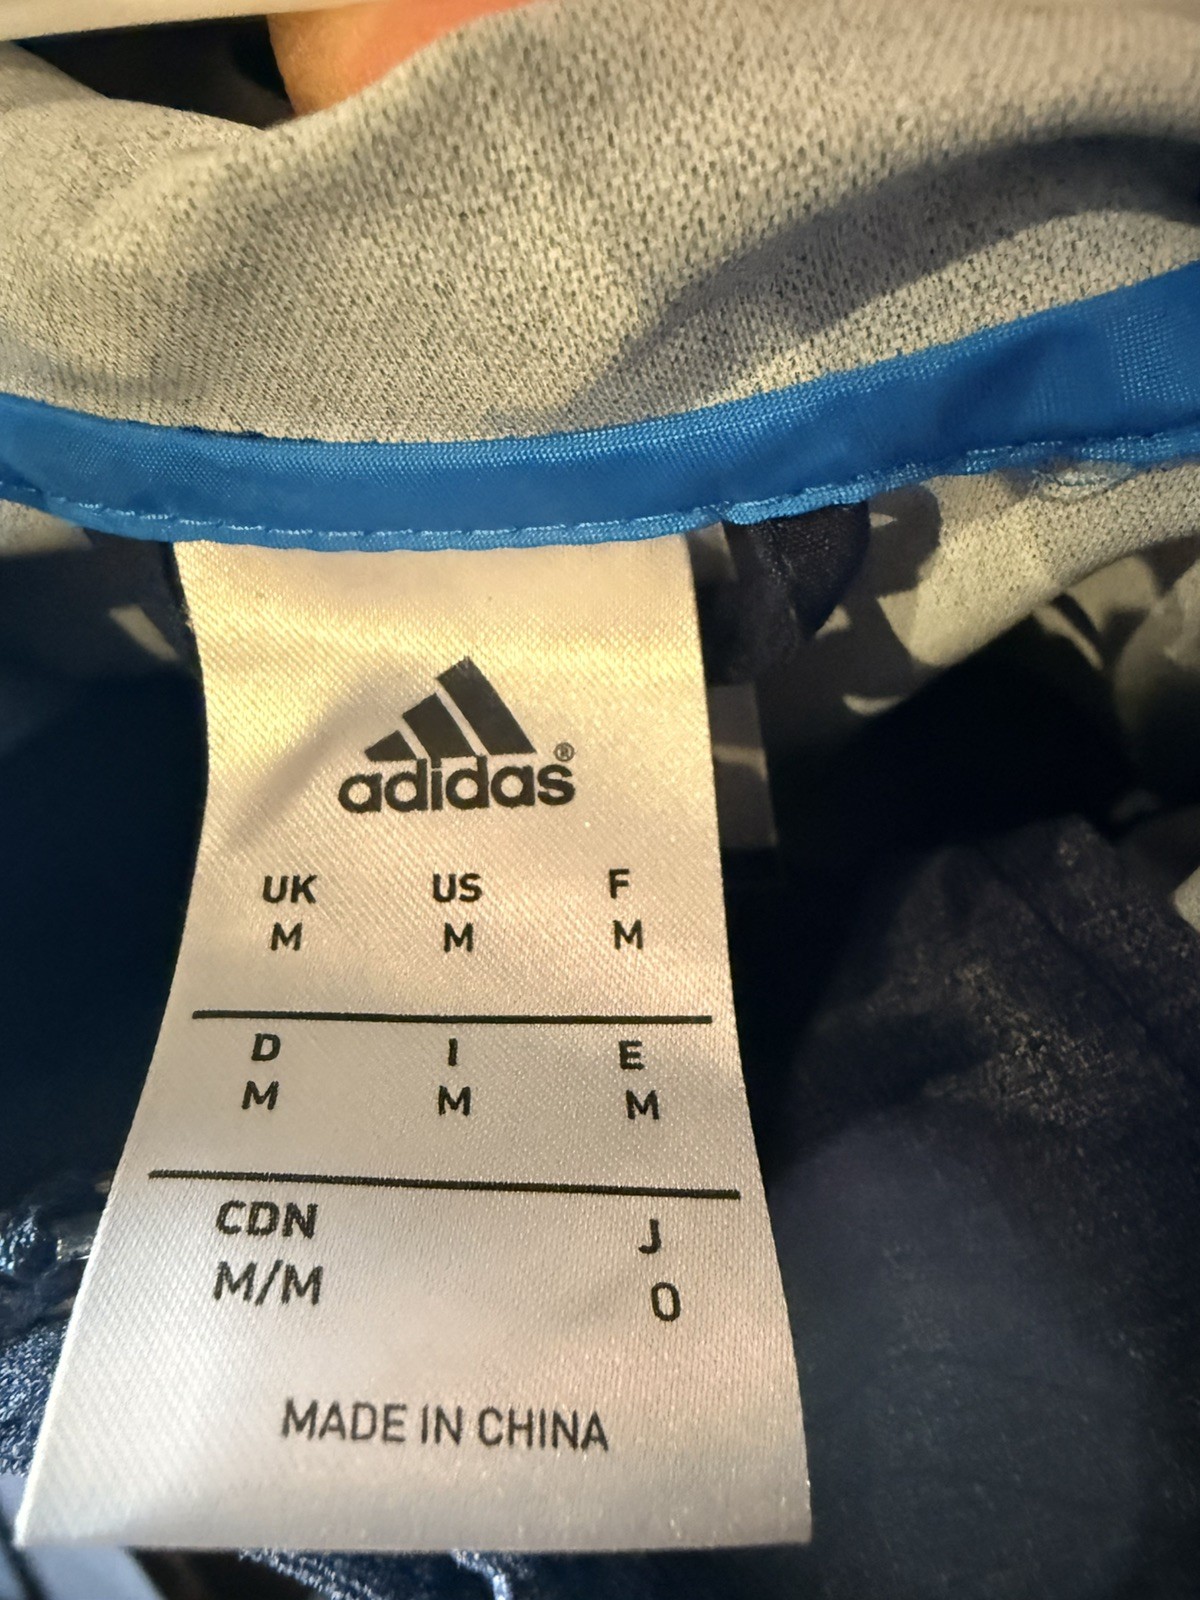 adidas®
UK US F
M M M
D I E
M M M
CDN J
M/M O
MADE IN CHINA